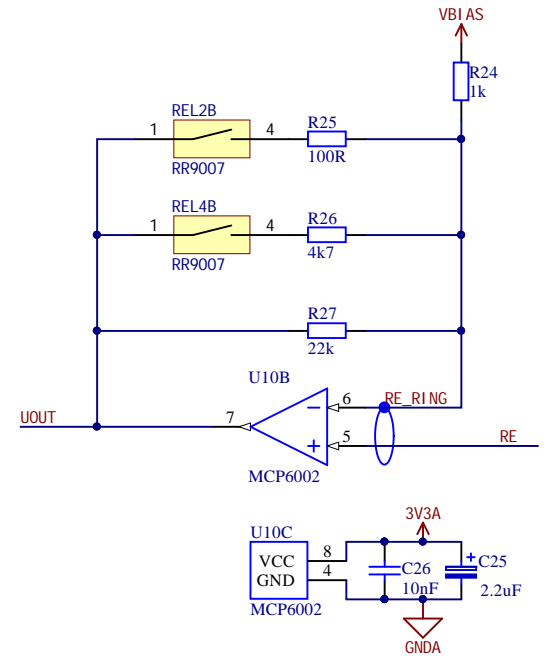 VBIAS
R24
1k
REL2B
1 4
R25
100R
RR9007
REL4B
1 4
R26
4k7
RR9007
R27
22k
U10B
6 RE_RING
UOUT 7
5 RE
MCP6002
3V3A
U10C
VCC 8
GND 4
MCP6002
C26
10nF
+ C25
2.2uF
GNDA